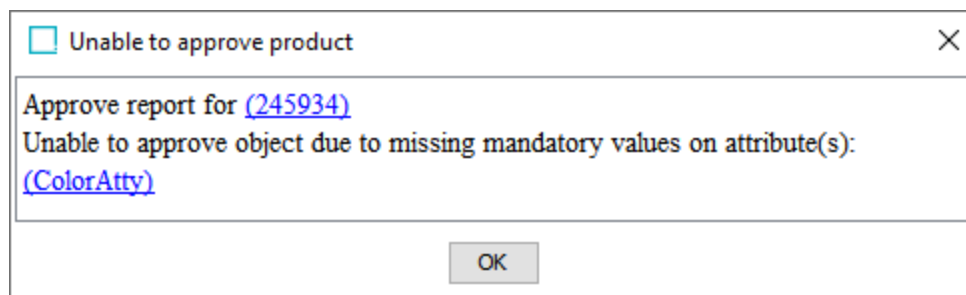 Unable to approve product
Approve report for (245934)
Unable to approve object due to missing mandatory values on attribute(s):
(ColorAtty)
OK